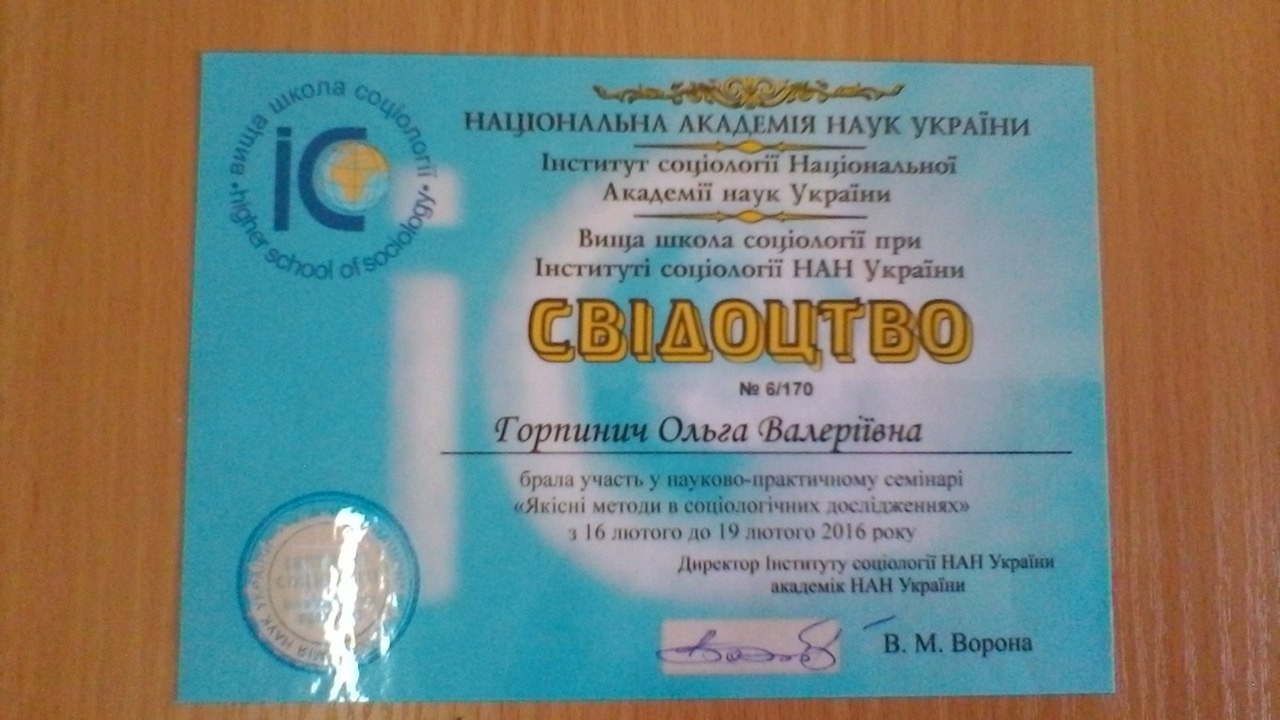 вища школа соціології
іС
higher school of sociology
НАЦІОНАЛЬНА АКАДЕМІЯ НАУК УКРАЇНИ
Інститут соціології Національної
Академії наук України
Вища школа соціології при
Інституті соціології НАН України
СВІДОЦТВО
№ 6/170
Горпинич Ольга Валеріївна
брала участь у науково-практичному семінарі
«Якісні методи в соціологічних дослідженнях»
з 16 лютого до 19 лютого 2016 року
Директор Інституту соціології НАН України
академік НАН України
В. М. Ворона